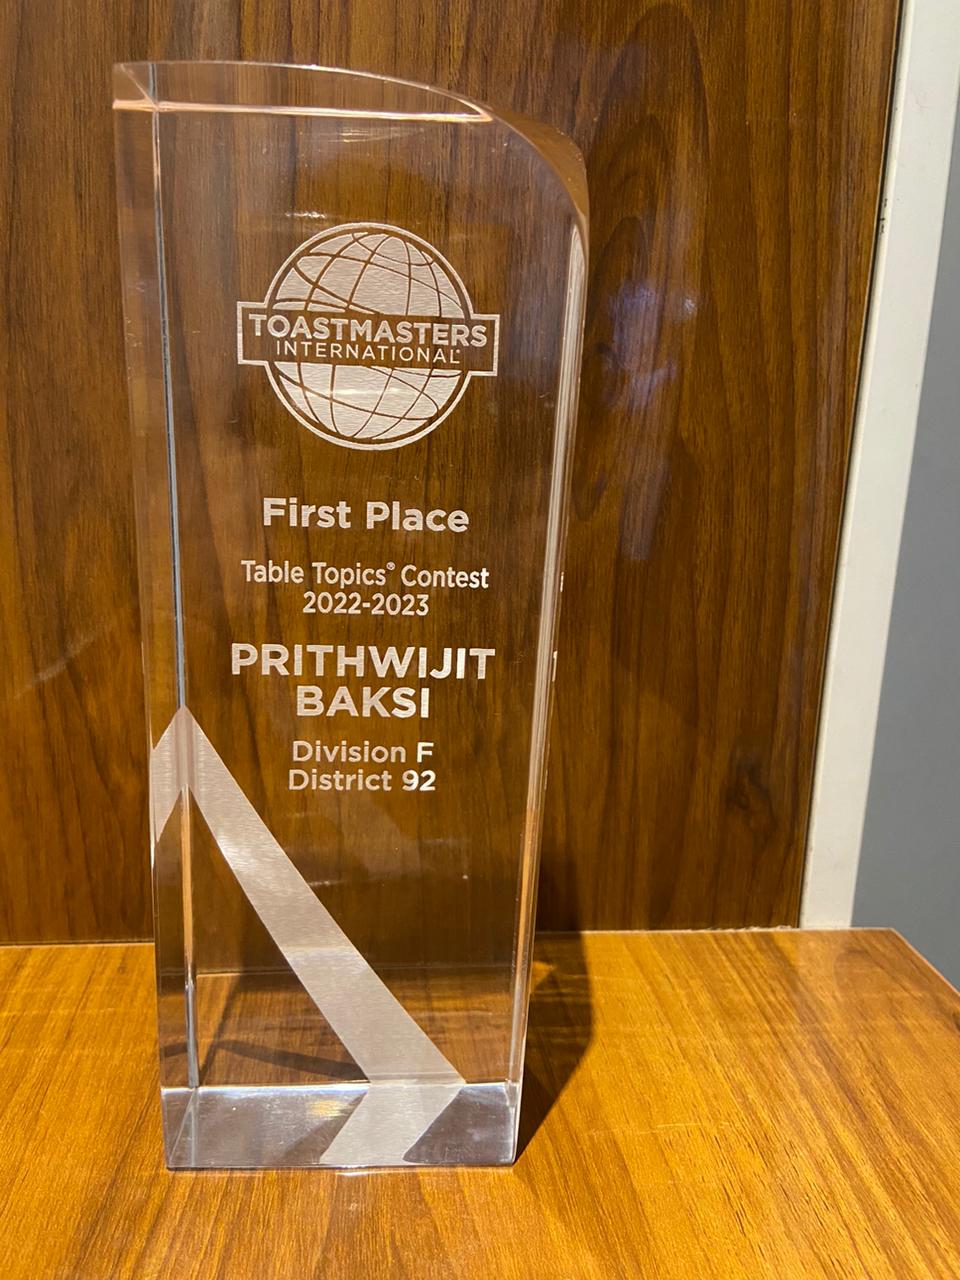 TOASTMASTERS
INTERNATIONAL®
First Place
Table Topics® Contest
2022-2023
PRITHWIJIT
BAKSI
Division F
District 92